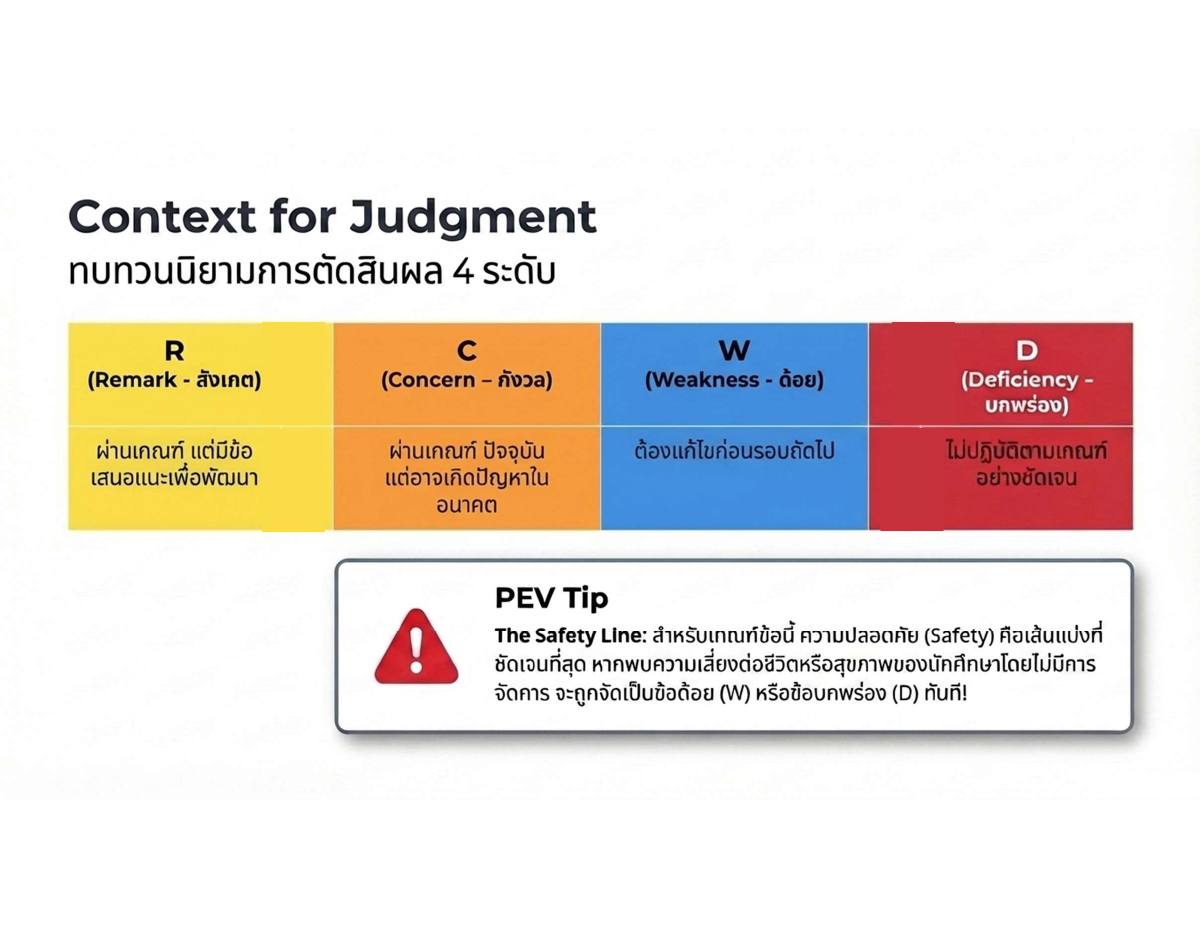 Context for Judgment
ทบทวนนิยามการตัดสินผล 4 ระดับ
R
(Remark - สังเกต)
ผ่านเกณฑ์ แต่มีข้อ
เสนอแนะเพื่อพัฒนา
C
(Concern – กังวล)
ผ่านเกณฑ์ ปัจจุบัน
แต่อาจเกิดปัญหาใน
อนาคต
W
(Weakness - ด้อย)
ต้องแก้ไขก่อนรอบถัดไป
D
(Deficiency –
บกพร่อง)
ไม่ปฏิบัติตามเกณฑ์
อย่างชัดเจน
PEV Tip
The Safety Line: สำหรับเทณฑ์ข้อนี้ ความปลอดภัย (Safety) คือเส้นแบ่งที่
ชัดเจนที่สุด หากพบความเสี่ยงต่อชีวิตหรือสุขภาพของนักศึกษาโดยไม่มีการ
จัดการ จะถูกจัดเป็นข้อด้อย (W) หรือข้อบกพร่อง (D) ทันที!